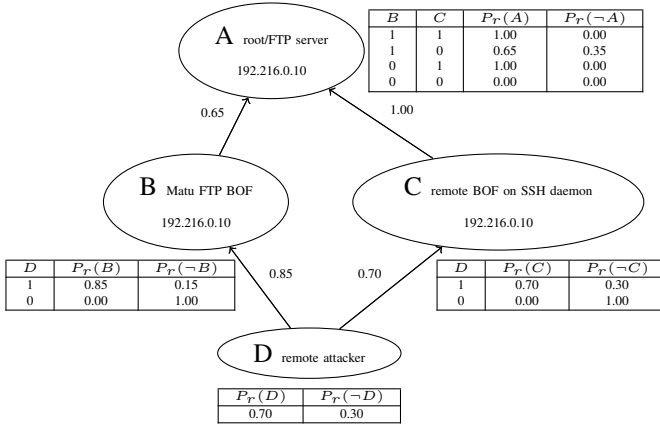 A root/FTP server
192.216.0.10
B C Pr(A) Pr(¬A)
1 1 1.00 0.00
1 0 0.65 0.35
0 1 1.00 0.00
0 0 0.00 0.00
0.65
1.00
B Matu FTP BOF
192.216.0.10
C remote BOF on SSH daemon
192.216.0.10
D Pr(B) Pr(¬B)
1 0.85 0.15
0 0.00 1.00
0.85
0.70
D Pr(C) Pr(¬C)
1 0.70 0.30
0 0.00 1.00
D remote attacker
Pr(D) Pr(¬D)
0.70 0.30